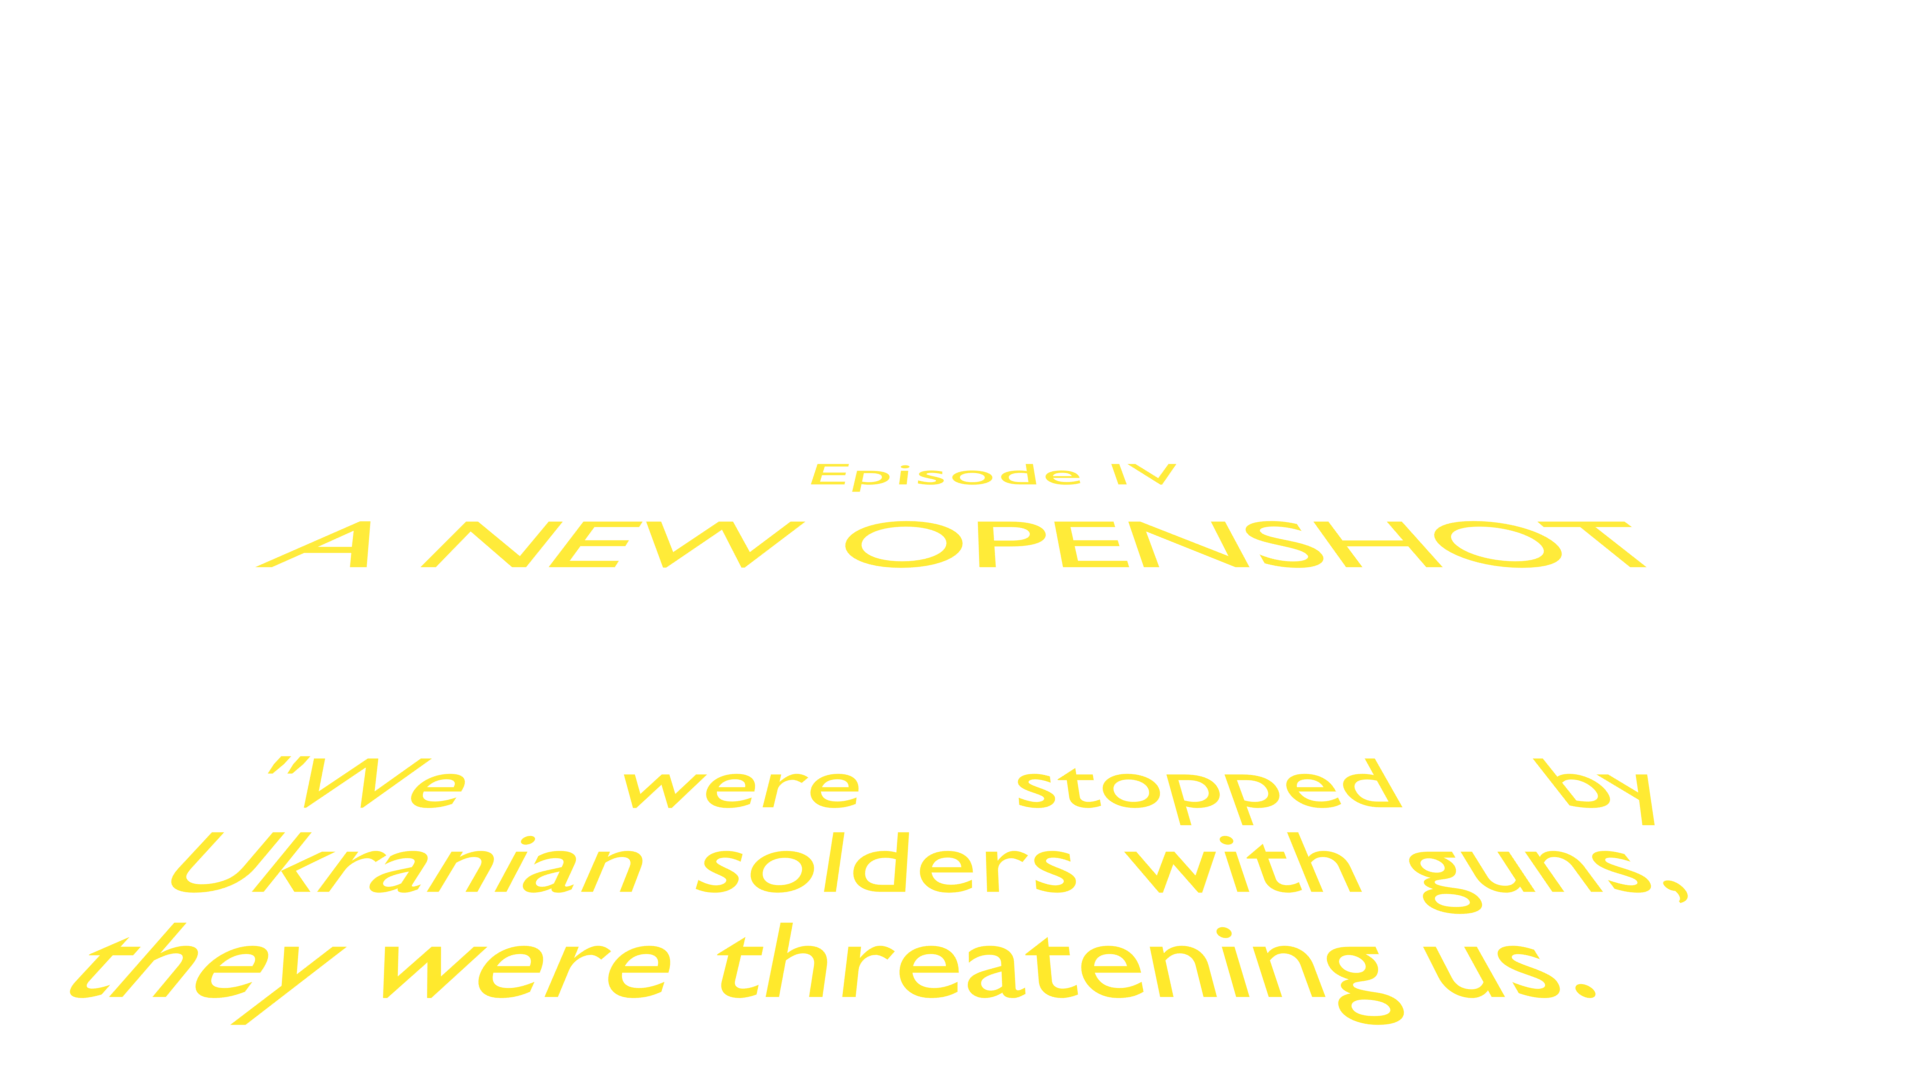 Episode IV
A NEW OPENSHOT
"We were stopped by
Ukranian solders with guns,
they were threatening us.